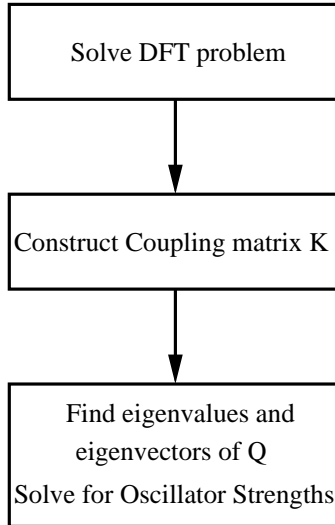 Solve DFT problem
Construct Coupling matrix K
Find eigenvalues and
eigenvectors of Q
Solve for Oscillator Strengths